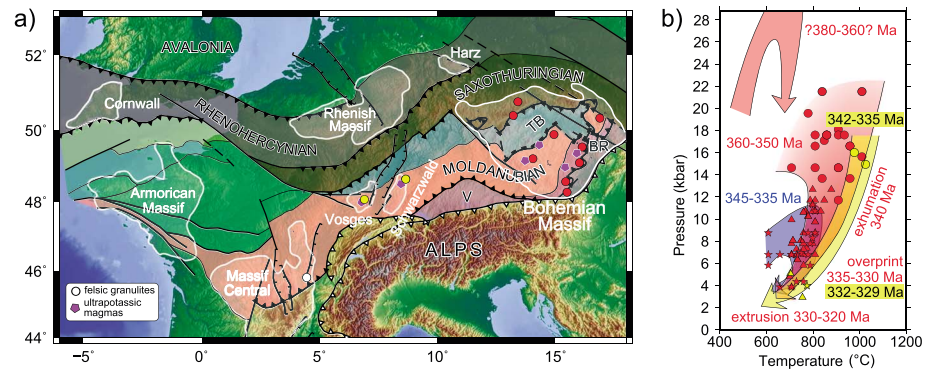 a)
52°
50°
48°
46°
44°
−5°
0°
5°
10°
15°
AVALONIA
Harz
Cornwall
RHENOHERCYNIAN
Rhenish
Massif
SAXOTHURINGIAN
TB
BR
MOLDANUBIAN
Armorican
Massif
Vosges
Schwarzwald
V
Bohemian
Massif
ALPS
Massif
Central
felsic granulites
ultrapotassic
magmas
b)
Pressure (kbar)
28
26
24
22
20
18
16
14
12
10
8
6
4
2
0
400
600
800
1000
1200
Temperature (°C)
?380-360? Ma
342-335 Ma
360-350 Ma
345-335 Ma
exhumation
340 Ma
overprint
335-330 Ma
332-329 Ma
extrusion 330-320 Ma